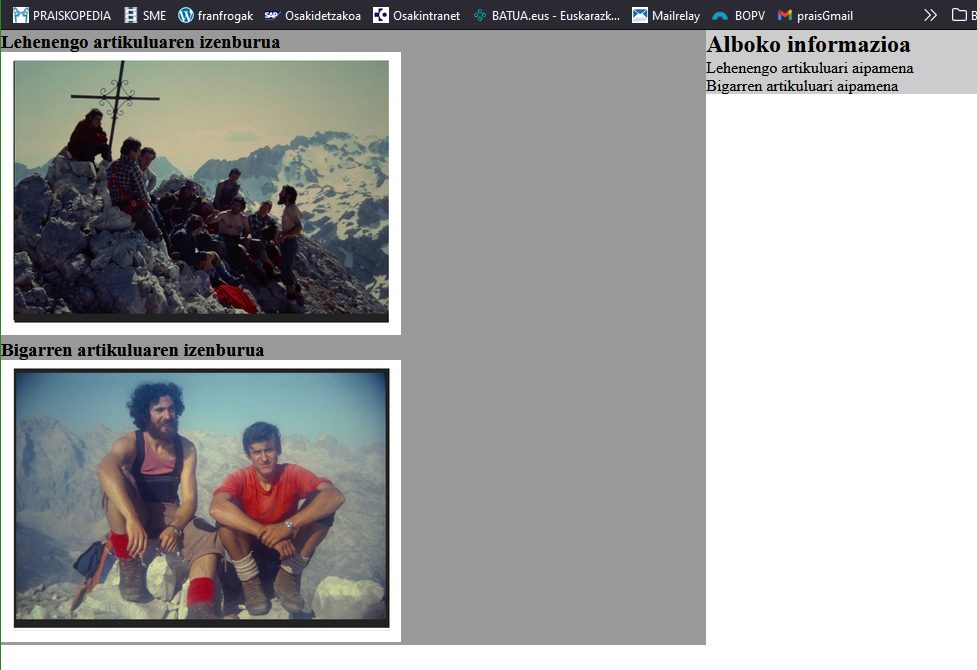 PRAISKOPEDIA SME franfrogak SAP Osakidetzakoa Osakintranet BATUA.eus - Euskarazk... Mailrelay BOPV praisGmail B
Lehenengo artikuluaren izenburua
Bigarren artikuluaren izenburua
Alboko informazioa
Lehenengo artikuluari aipamena
Bigarren artikuluari aipamena